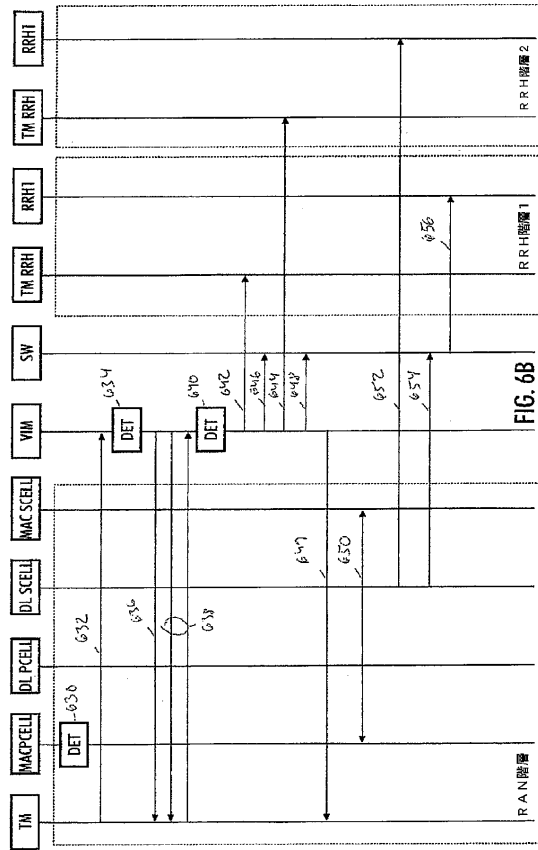 TM
MACPCELL
DL PCELL
DL SCELL
MAC SCELL
VIM
SW
TM RRH
RRH1
TM RRH
RRH1
DET
630
632
DET
634
636
638
DET
640
642
646
644
648
647
650
652
654
656
RAN階層
RRH階層1
RRH階層2
FIG. 6B